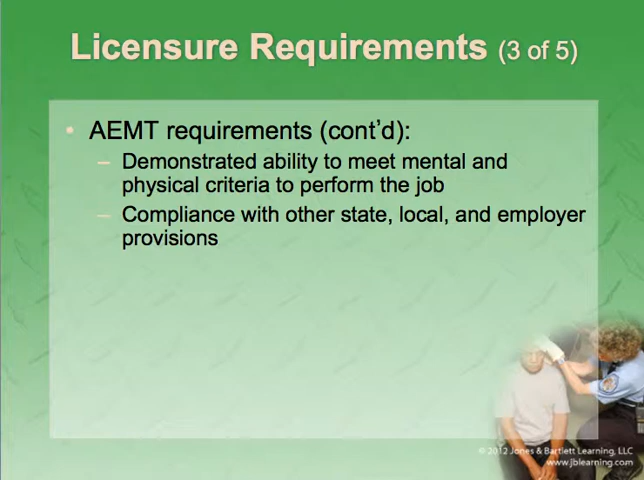 Licensure Requirements (3 of 5)
• AEMT requirements (cont’d):
– Demonstrated ability to meet mental and
physical criteria to perform the job
– Compliance with other state, local, and employer
provisions
© 2012 Jones & Bartlett Learning, LLC
www.jblearning.com